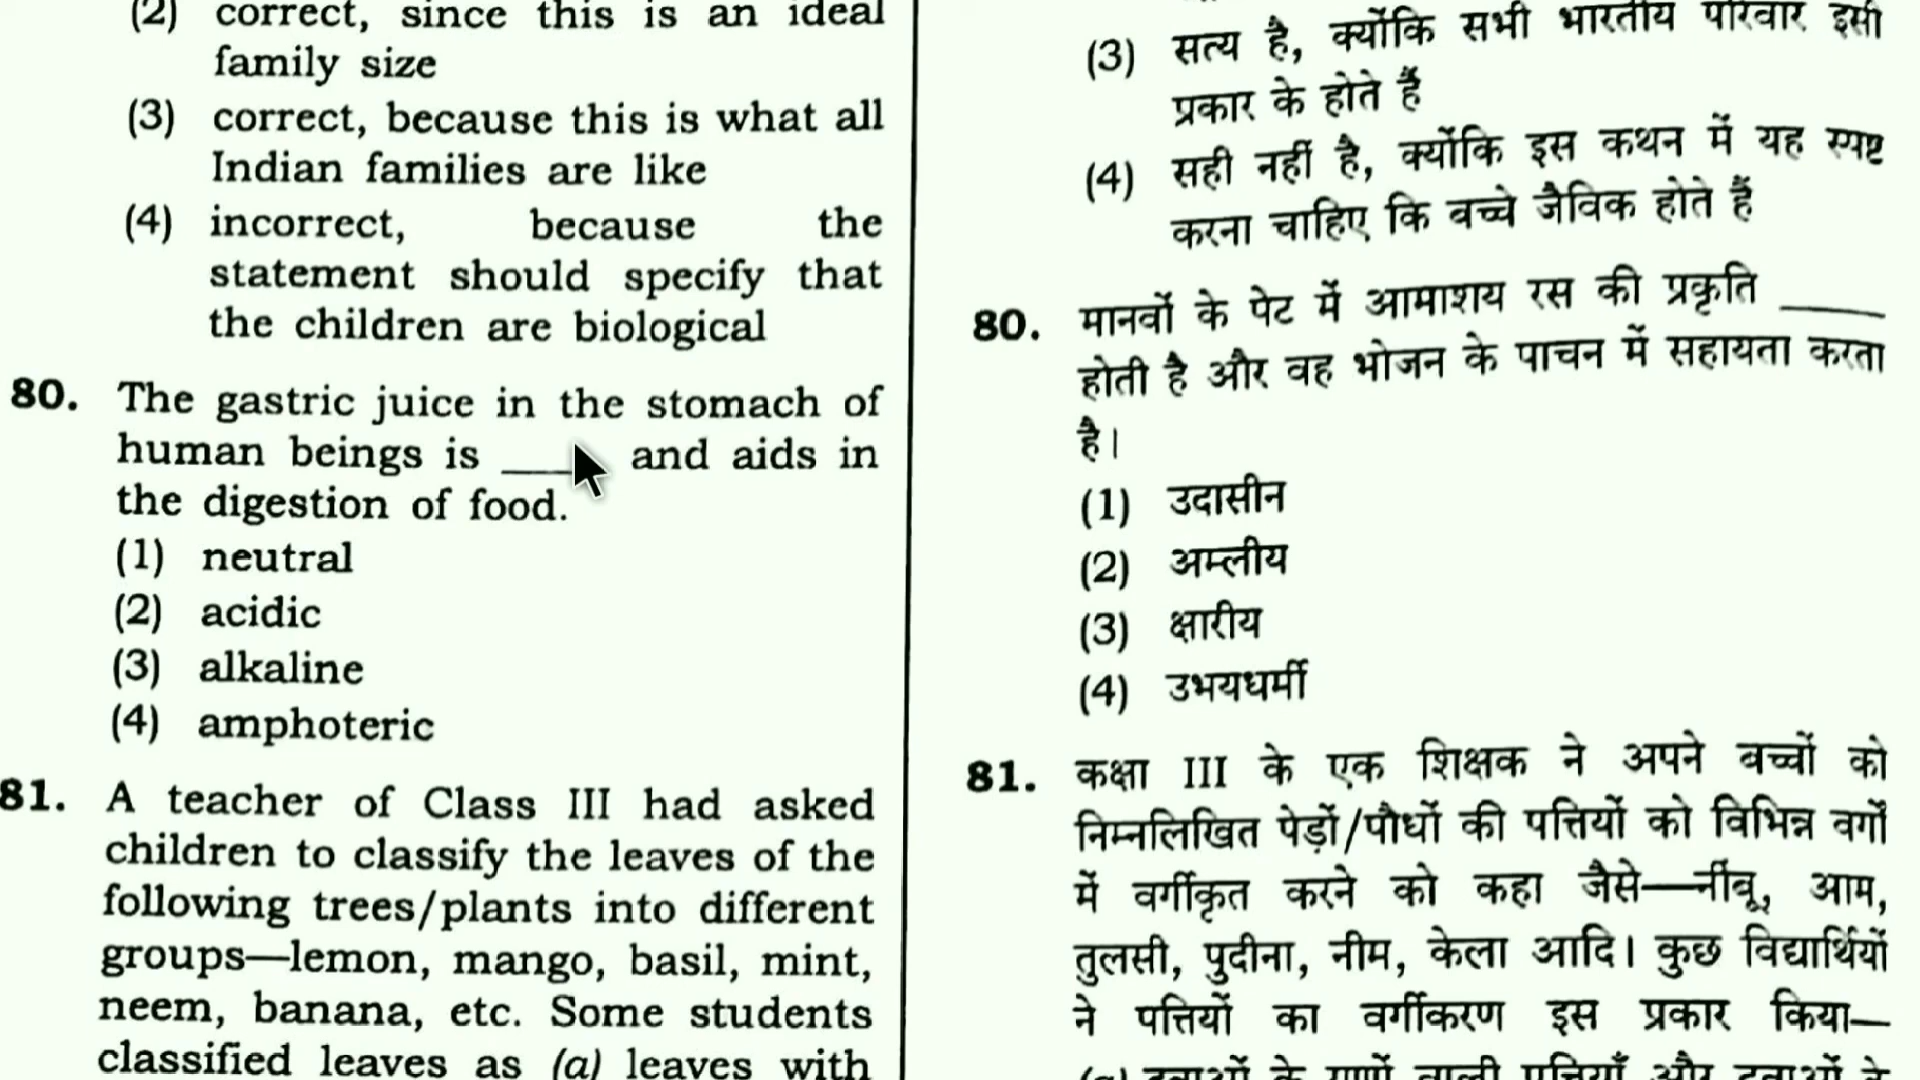 (2) correct, since this is an ideal
family size
(3) correct, because this is what all
Indian families are like
(4) incorrect, because the
statement should specify that
the children are biological
80. The gastric juice in the stomach of
human beings is ____ and aids in
the digestion of food.
(1) neutral
(2) acidic
(3) alkaline
(4) amphoteric
81. A teacher of Class III had asked
children to classify the leaves of the
following trees/plants into different
groups—lemon, mango, basil, mint,
neem, banana, etc. Some students
classified leaves as (a) leaves with
(3) सत्य है, क्योंकि सभी भारतीय परिवार इसी
प्रकार के होते हैं
(4) सही नहीं है, क्योंकि इस कथन में यह स्पष्ट
करना चाहिए कि बच्चे जैविक होते हैं
80. मानवों के पेट में आमाशय रस की प्रकृति ____
होती है और वह भोजन के पाचन में सहायता करता
है।
(1) उदासीन
(2) अम्लीय
(3) क्षारीय
(4) उभयधर्मी
81. कक्षा III के एक शिक्षक ने अपने बच्चों को
निम्नलिखित पेड़ों/पौधों की पत्तियों को विभिन्न वर्गों
में वर्गीकृत करने को कहा जैसे—नींबू, आम,
तुलसी, पुदीना, नीम, केला आदि। कुछ विद्यार्थियों
ने पत्तियों का वर्गीकरण इस प्रकार किया—
(a) दवाओं के गुणों वाली पत्तियाँ और दवाओं के